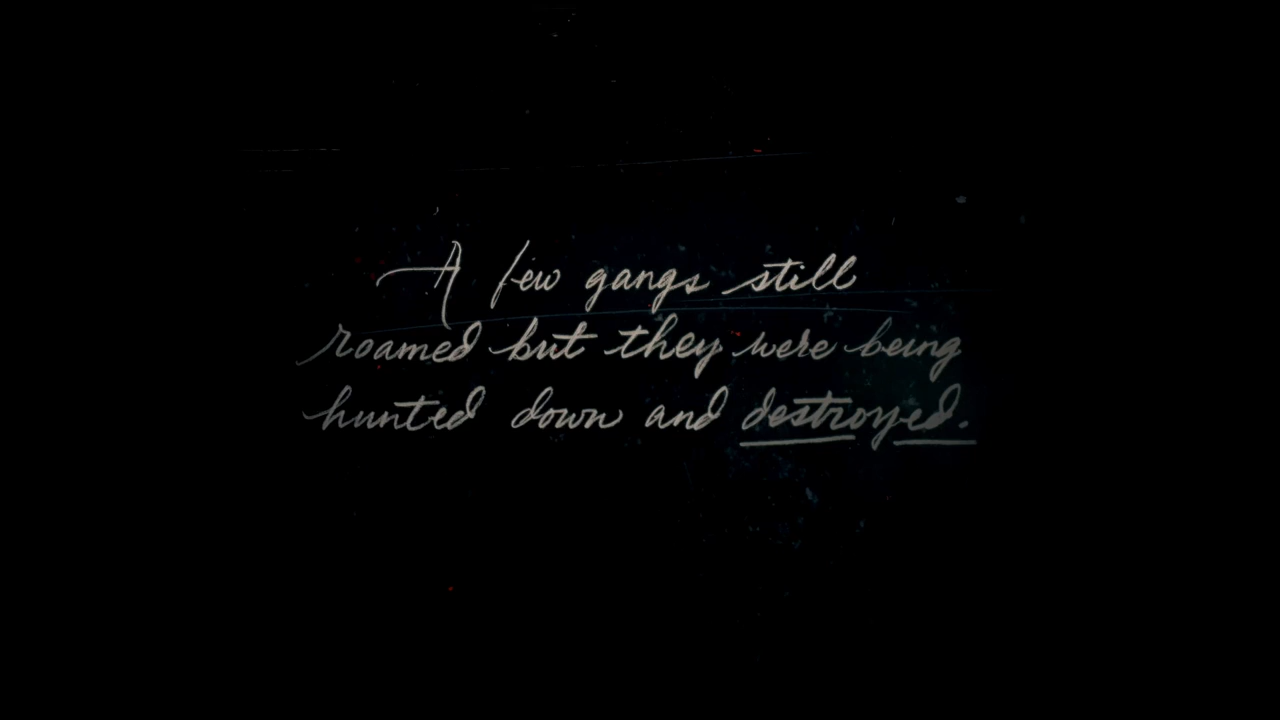 A few gangs still
roamed but they were being
hunted down and destroyed.